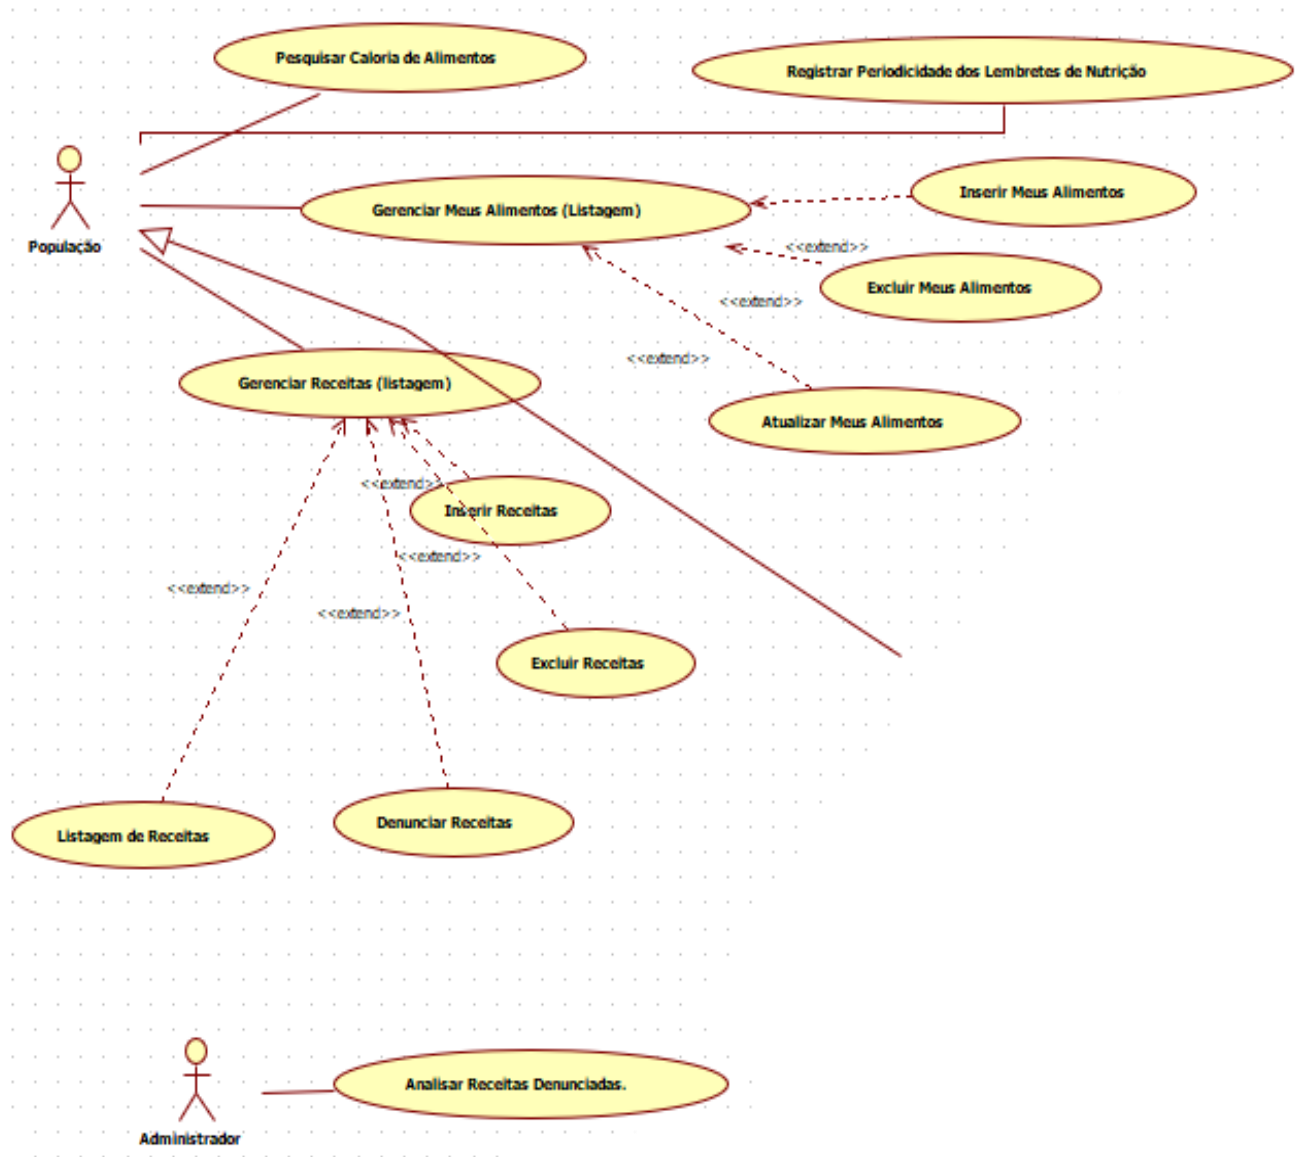 Pesquisar Caloria de Alimentos
Registrar Periodicidade dos Lembretes de Nutrição
População
Gerenciar Meus Alimentos (Listagem)
Inserir Meus Alimentos
<<extend>>
Excluir Meus Alimentos
<<extend>>
<<extend>>
Atualizar Meus Alimentos
Gerenciar Receitas (listagem)
<<extend>>
Inserir Receitas
<<extend>>
<<extend>>
<<extend>>
Excluir Receitas
Listagem de Receitas
Denunciar Receitas
Administrador
Analisar Receitas Denunciadas.